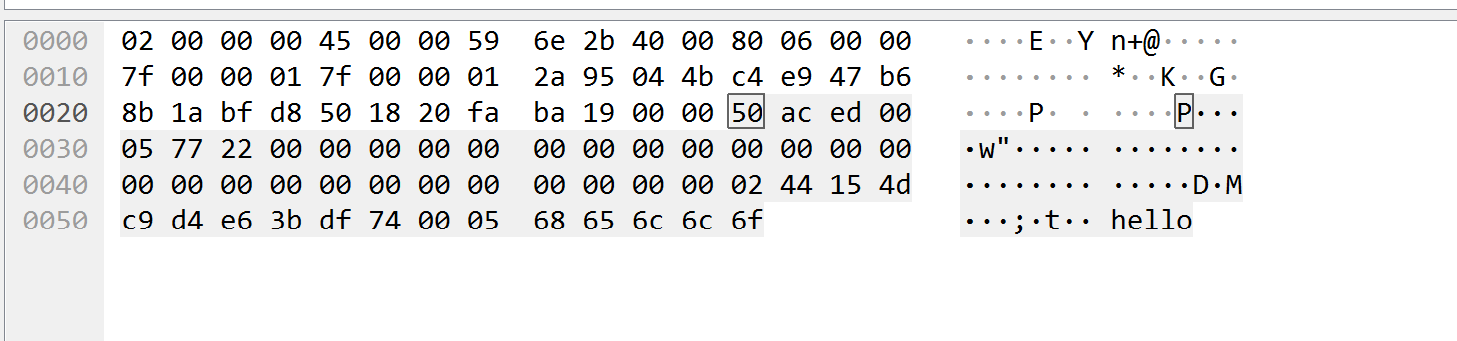 0000 02 00 00 00 45 00 00 59 6e 2b 40 00 80 06 00 00 ····E··Y n+@·····
0010 7f 00 00 01 7f 00 00 01 2a 95 04 4b c4 e9 47 b6 ········ *··K··G·
0020 8b 1a bf d8 50 18 20 fa ba 19 00 00 50 ac ed 00 ····P· · ····P···
0030 05 77 22 00 00 00 00 00 00 00 00 00 00 00 00 00 ·w"····· ········
0040 00 00 00 00 00 00 00 00 00 00 00 00 02 44 15 4d ········ ·····D·M
0050 c9 d4 e6 3b df 74 00 05 68 65 6c 6c 6f ···;·t·· hello